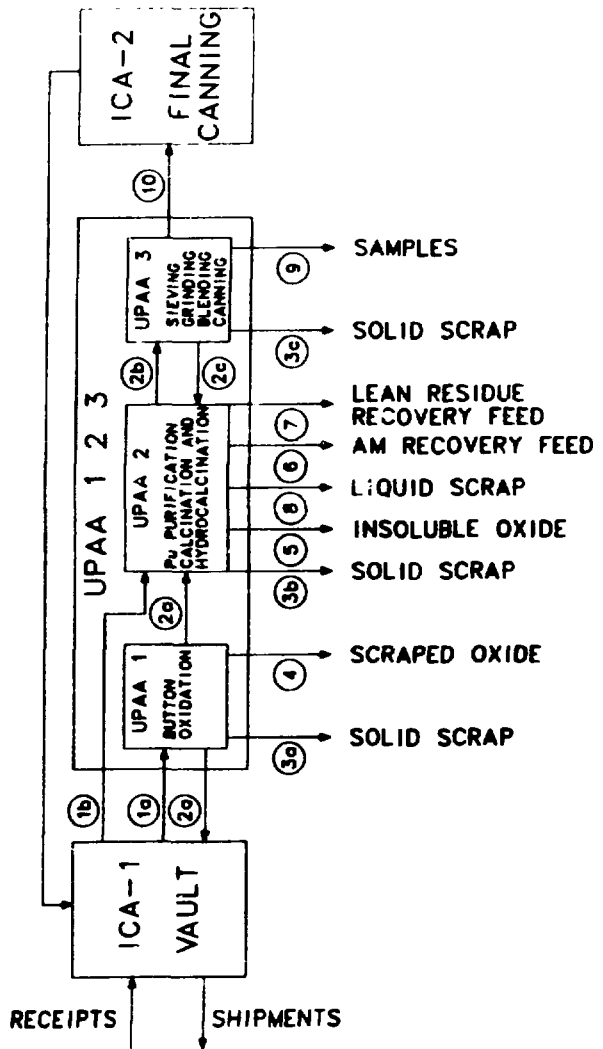 ICA-2
FINAL
CANNING
10
UPAA 1 2 3
UPAA 3
SIEVING
GRINDING
BLENDING
CANNING
9
SAMPLES
3c
SOLID SCRAP
2b
2c
UPAA 2
Pu PURIFICATION
CALCINATION AND
HYDROCALCINATION
7
LEAN RESIDUE
RECOVERY FEED
6
AM RECOVERY FEED
8
LIQUID SCRAP
5
INSOLUBLE OXIDE
3b
SOLID SCRAP
2a
UPAA 1
BUTTON
OXIDATION
4
SCRAPED OXIDE
3a
SOLID SCRAP
1b
1a
2a
ICA-1
VAULT
RECEIPTS
SHIPMENTS